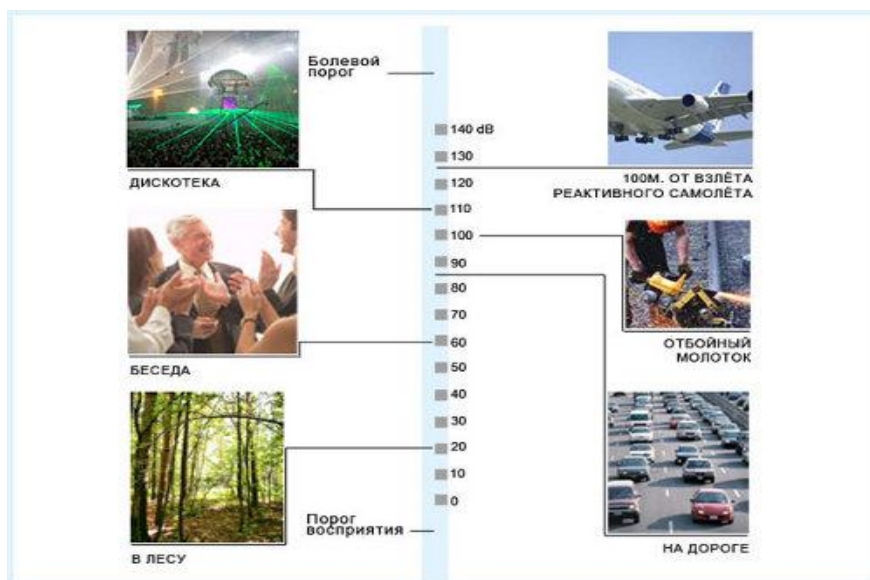 Болевой
порог
140 dB
130
120
110
100
90
80
70
60
50
40
30
20
10
0
ДИСКОТЕКА
100М. ОТ ВЗЛЁТА
РЕАКТИВНОГО САМОЛЁТА
БЕСЕДА
ОТБОЙНЫЙ
МОЛОТОК
Порог
восприятия
В ЛЕСУ
НА ДОРОГЕ